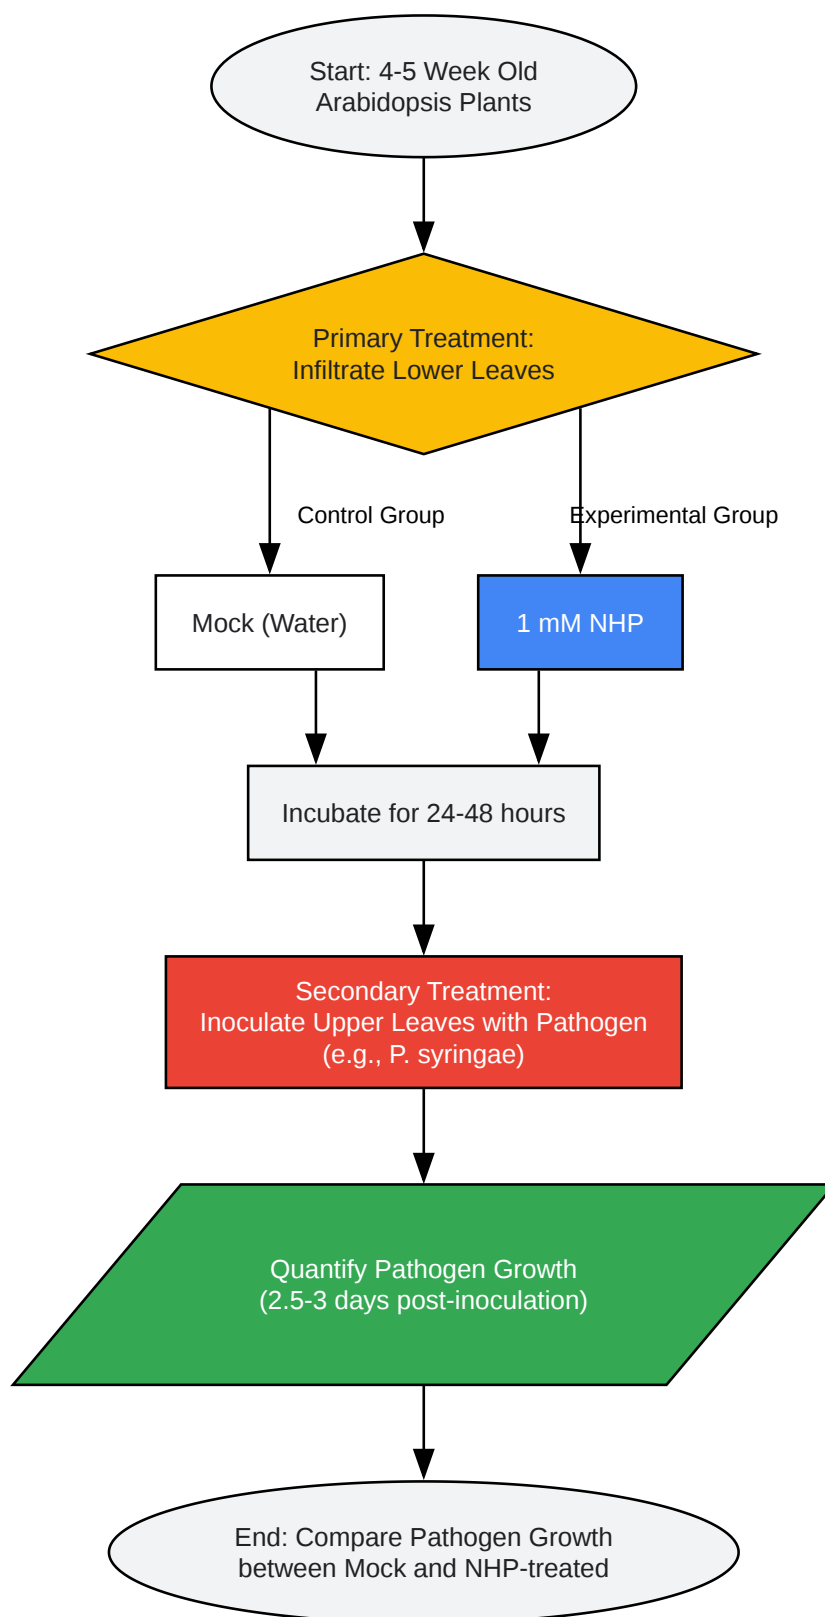 Start: 4-5 Week Old
Arabidopsis Plants
Primary Treatment:
Infiltrate Lower Leaves
Control Group
Experimental Group
Mock (Water)
1 mM NHP
Incubate for 24-48 hours
Secondary Treatment:
Inoculate Upper Leaves with Pathogen
(e.g., P. syringae)
Quantify Pathogen Growth
(2.5-3 days post-inoculation)
End: Compare Pathogen Growth
between Mock and NHP-treated